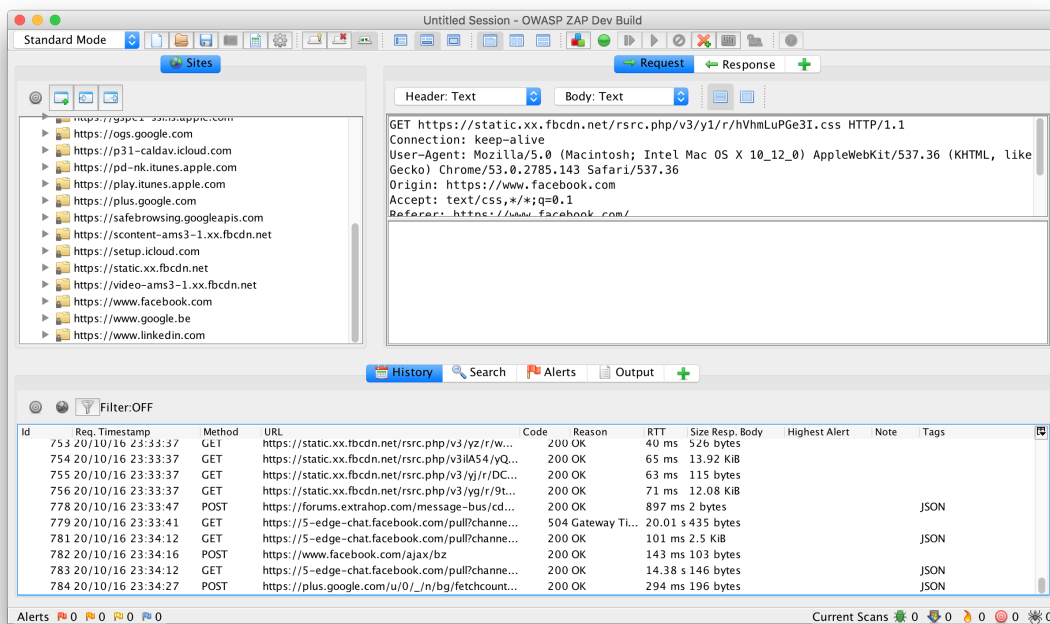 Untitled Session - OWASP ZAP Dev Build
Standard Mode
Sites
Request
Response
Header: Text
Body: Text
https://gspe1-ssl.ls.apple.com
https://ogs.google.com
https://p31-caldav.icloud.com
https://pd-nk.itunes.apple.com
https://play.itunes.apple.com
https://plus.google.com
https://safebrowsing.googleapis.com
https://scontent-ams3-1.xx.fbcdn.net
https://setup.icloud.com
https://static.xx.fbcdn.net
https://video-ams3-1.xx.fbcdn.net
https://www.facebook.com
https://www.google.be
https://www.linkedin.com
GET https://static.xx.fbcdn.net/rsrc.php/v3/y1/r/hVhmLuPGe3I.css HTTP/1.1
Connection: keep-alive
User-Agent: Mozilla/5.0 (Macintosh; Intel Mac OS X 10_12_0) AppleWebKit/537.36 (KHTML, like
Gecko) Chrome/53.0.2785.143 Safari/537.36
Origin: https://www.facebook.com
Accept: text/css,*/*;q=0.1
Referer: https://www.facebook.com/
History
Search
Alerts
Output
Filter:OFF
Id Req. Timestamp Method URL Code Reason RTT Size Resp. Body Highest Alert Note Tags
753 20/10/16 23:33:37 GET https://static.xx.fbcdn.net/rsrc.php/v3/yz/r/w... 200 OK 40 ms 526 bytes
754 20/10/16 23:33:37 GET https://static.xx.fbcdn.net/rsrc.php/v3ilA54/yQ... 200 OK 65 ms 13.92 KiB
755 20/10/16 23:33:37 GET https://static.xx.fbcdn.net/rsrc.php/v3/yj/r/DC... 200 OK 63 ms 115 bytes
756 20/10/16 23:33:37 GET https://static.xx.fbcdn.net/rsrc.php/v3/yg/r/9t... 200 OK 71 ms 12.08 KiB
778 20/10/16 23:33:47 POST https://forums.extrahop.com/message-bus/cd... 200 OK 897 ms 2 bytes JSON
779 20/10/16 23:33:41 GET https://5-edge-chat.facebook.com/pull?channe... 504 Gateway Ti... 20.01 s 435 bytes
781 20/10/16 23:34:12 GET https://5-edge-chat.facebook.com/pull?channe... 200 OK 101 ms 2.5 KiB JSON
782 20/10/16 23:34:16 POST https://www.facebook.com/ajax/bz 200 OK 143 ms 103 bytes
783 20/10/16 23:34:12 GET https://5-edge-chat.facebook.com/pull?channe... 200 OK 14.38 s 146 bytes JSON
784 20/10/16 23:34:27 POST https://plus.google.com/u/0/_/n/bg/fetchcount... 200 OK 294 ms 196 bytes JSON
Alerts 0 0 0 0 Current Scans 0 0 0 0 0